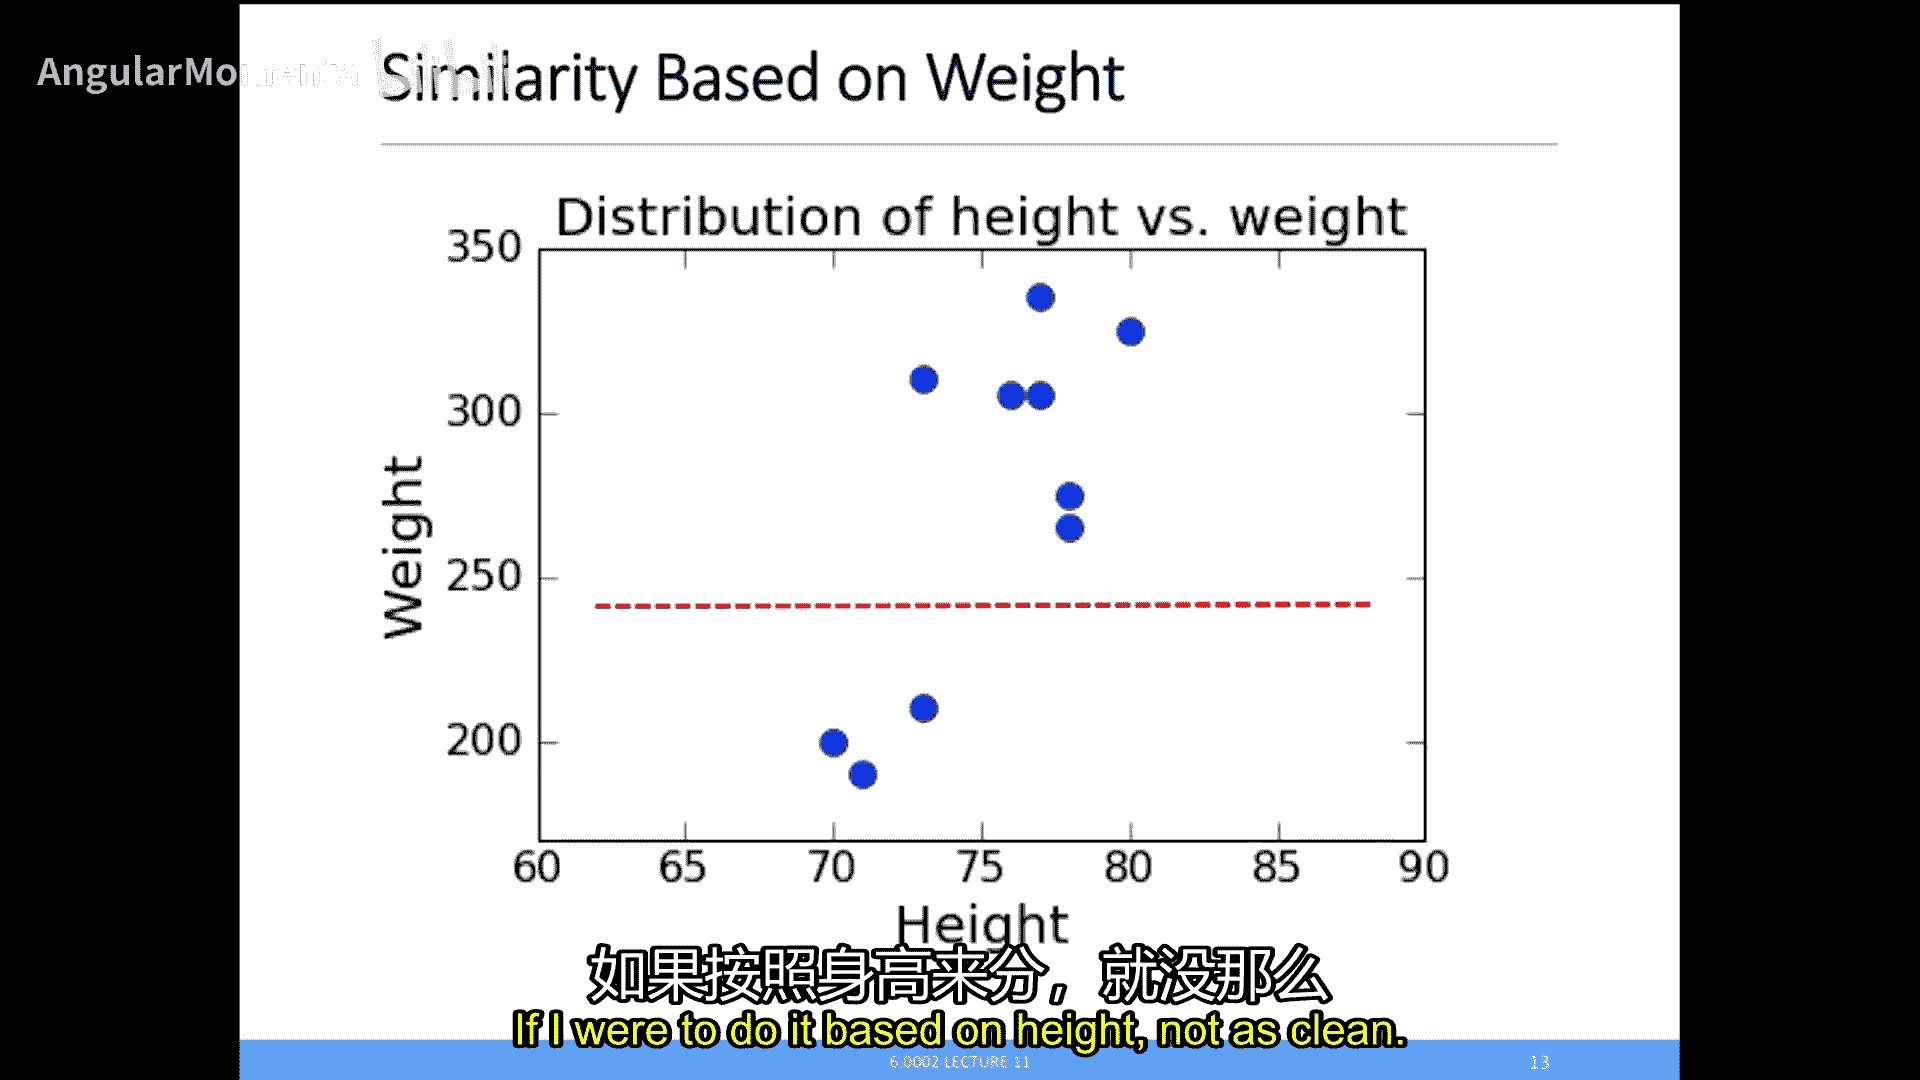 AngularMomenta
Similarity Based on Weight
Distribution of height vs. weight
350
300
250
200
Weight
60 65 70 75 80 85 90
Height
如果按照身高来分，就没那么
If I were to do it based on height, not as clean.
6.0002 LECTURE 11
13